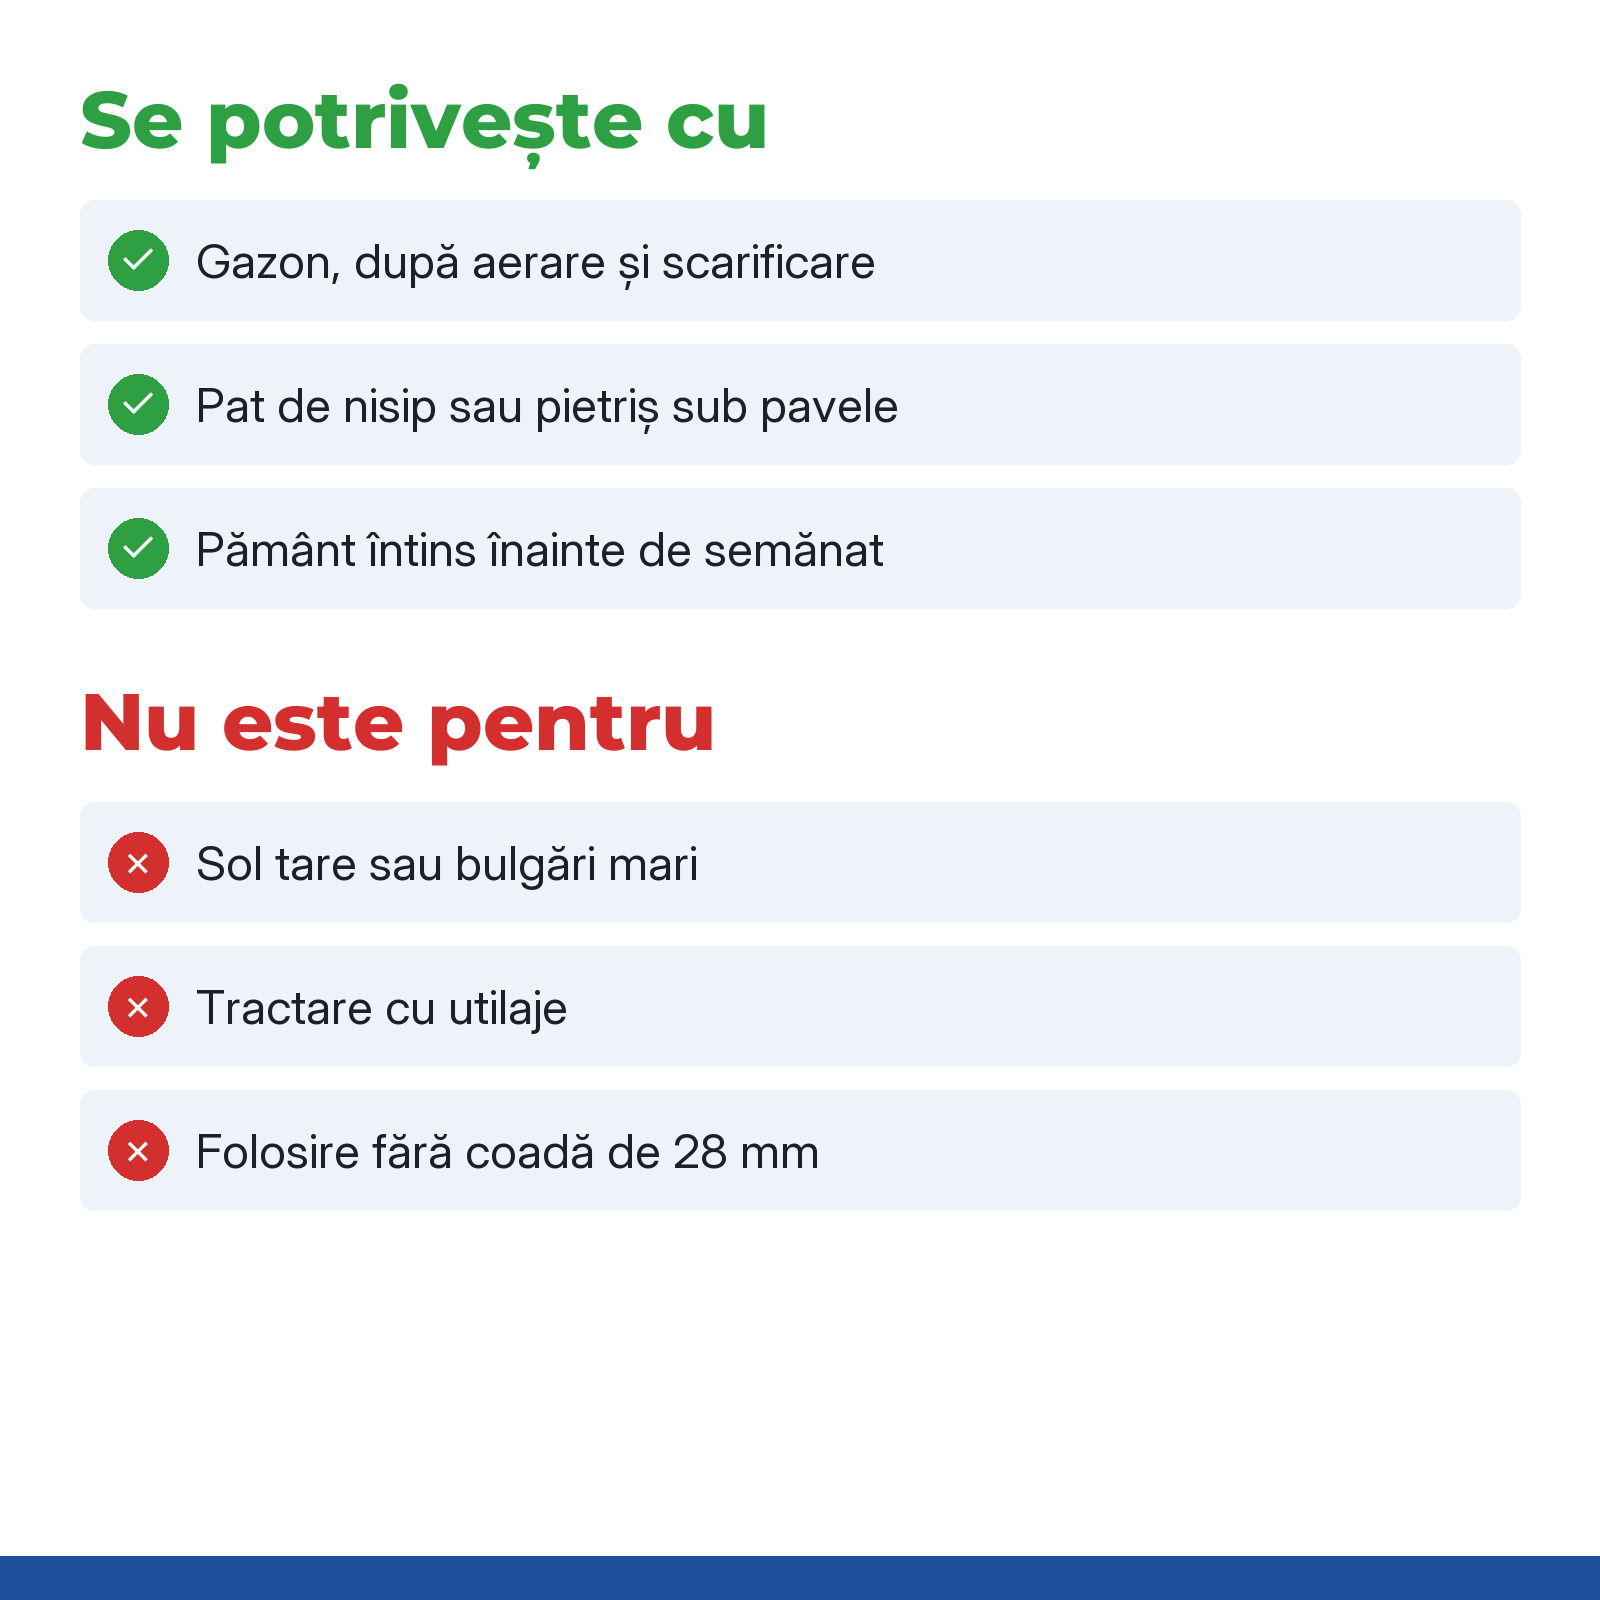 Se potrivește cu
Gazon, după aerare și scarificare
Pat de nisip sau pietriș sub pavele
Pământ întins înainte de semănat
Nu este pentru
Sol tare sau bulgări mari
Tractare cu utilaje
Folosire fără coadă de 28 mm